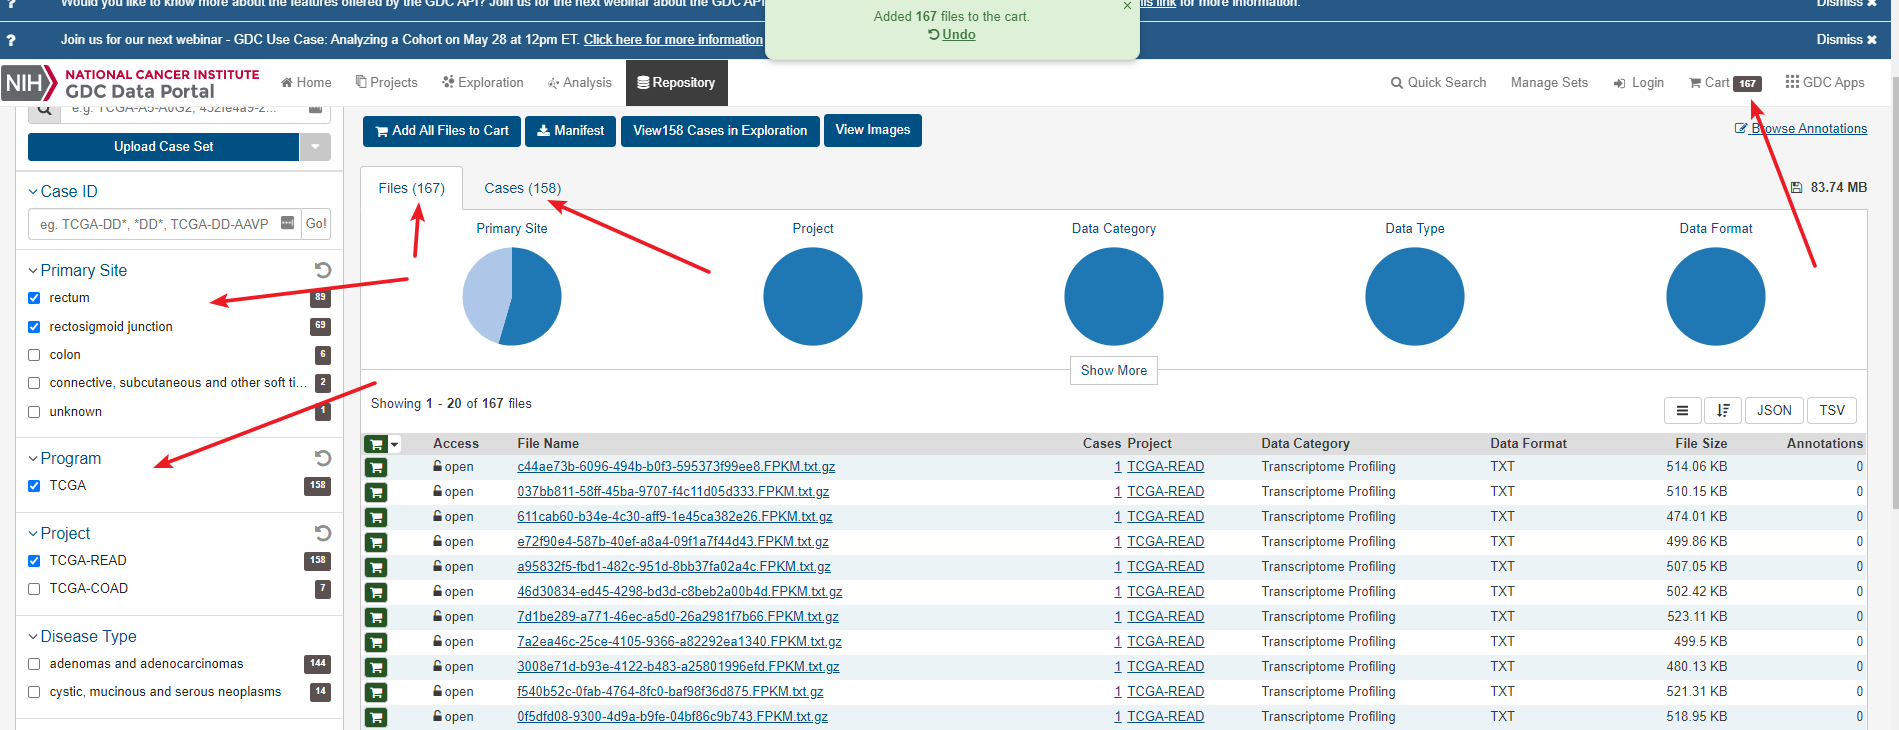 Would you like to know more about the features offered by the GDC API? Join us for the next webinar about the GDC API
is link for more information.
Dismiss ✖
Added 167 files to the cart.
Undo
×
? Join us for our next webinar - GDC Use Case: Analyzing a Cohort on May 28 at 12pm ET. Click here for more information
Dismiss ✖
NIH NATIONAL CANCER INSTITUTE
GDC Data Portal
Home Projects Exploration Analysis Repository
Quick Search Manage Sets Login Cart 167 GDC Apps
e.g. TCGA-A5-A0G2, 432fe4a9-2...
Upload Case Set
Add All Files to Cart Manifest View158 Cases in Exploration View Images
Browse Annotations
Files (167) Cases (158)
83.74 MB
Case ID
eg. TCGA-DD*, *DD*, TCGA-DD-AAVP Go!
Primary Site
rectum 89
rectosigmoid junction 69
colon 6
connective, subcutaneous and other soft ti... 2
unknown 1
Program
TCGA 158
Project
TCGA-READ 158
TCGA-COAD 7
Disease Type
adenomas and adenocarcinomas 144
cystic, mucinous and serous neoplasms 14
Primary Site Project Data Category Data Type Data Format
Show More
Showing 1 - 20 of 167 files
JSON TSV
Access File Name Cases Project Data Category Data Format File Size Annotations
open c44ae73b-6096-494b-b0f3-595373f99ee8.FPKM.txt.gz 1 TCGA-READ Transcriptome Profiling TXT 514.06 KB 0
open 037bb811-58ff-45ba-9707-f4c11d05d333.FPKM.txt.gz 1 TCGA-READ Transcriptome Profiling TXT 510.15 KB 0
open 611cab60-b34e-4c30-aff9-1e45ca382e26.FPKM.txt.gz 1 TCGA-READ Transcriptome Profiling TXT 474.01 KB 0
open e72f90e4-587b-40ef-a8a4-09f1a7f44d43.FPKM.txt.gz 1 TCGA-READ Transcriptome Profiling TXT 499.86 KB 0
open a95832f5-fbd1-482c-951d-8bb37fa02a4c.FPKM.txt.gz 1 TCGA-READ Transcriptome Profiling TXT 507.05 KB 0
open 46d30834-ed45-4298-bd3d-c8beb2a00b4d.FPKM.txt.gz 1 TCGA-READ Transcriptome Profiling TXT 502.42 KB 0
open 7d1be289-a771-46ec-a5d0-26a2981f7b66.FPKM.txt.gz 1 TCGA-READ Transcriptome Profiling TXT 523.11 KB 0
open 7a2ea46c-25ce-4105-9366-a82292ea1340.FPKM.txt.gz 1 TCGA-READ Transcriptome Profiling TXT 499.5 KB 0
open 3008e71d-b93e-4122-b483-a25801996efd.FPKM.txt.gz 1 TCGA-READ Transcriptome Profiling TXT 480.13 KB 0
open f540b52c-0fab-4764-8fc0-baf98f36d875.FPKM.txt.gz 1 TCGA-READ Transcriptome Profiling TXT 521.31 KB 0
open 0f5dfd08-9300-4d9a-b9fe-04bf86c9b743.FPKM.txt.gz 1 TCGA-READ Transcriptome Profiling TXT 518.95 KB 0